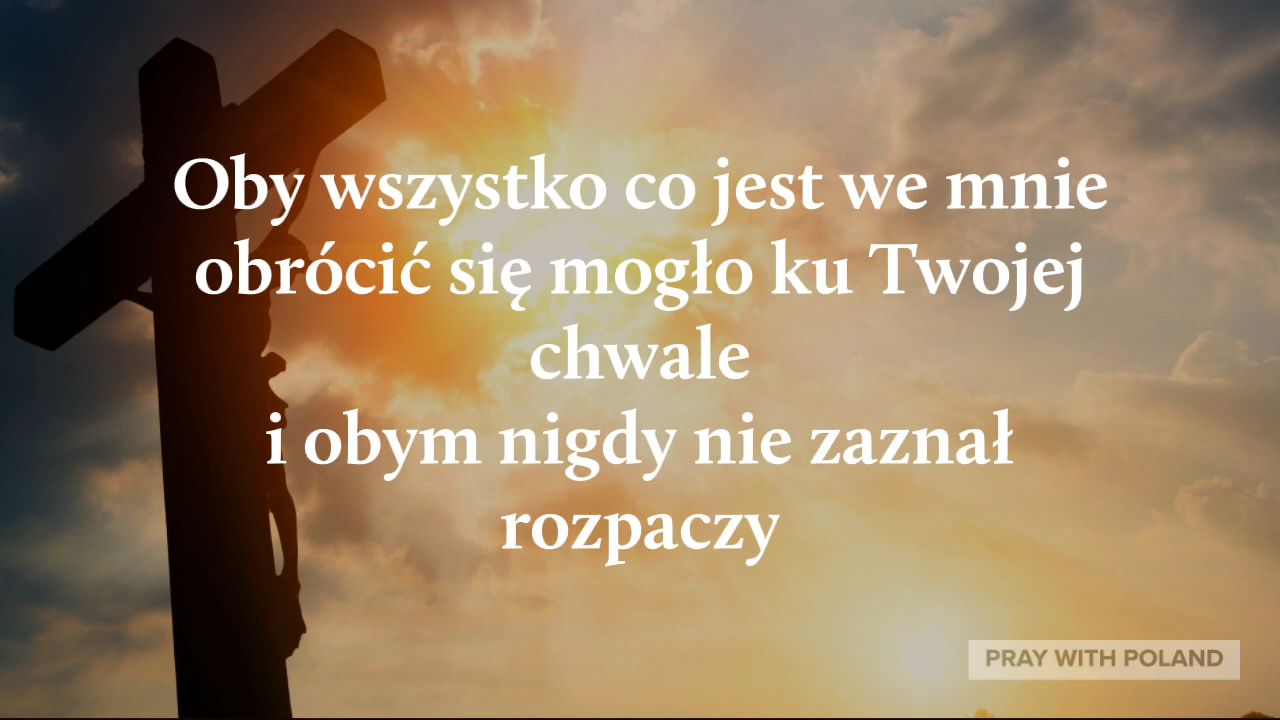 Oby wszystko co jest we mnie
obrócić się mogło ku Twojej
chwale
i obym nigdy nie zaznał
rozpaczy
PRAY WITH POLAND